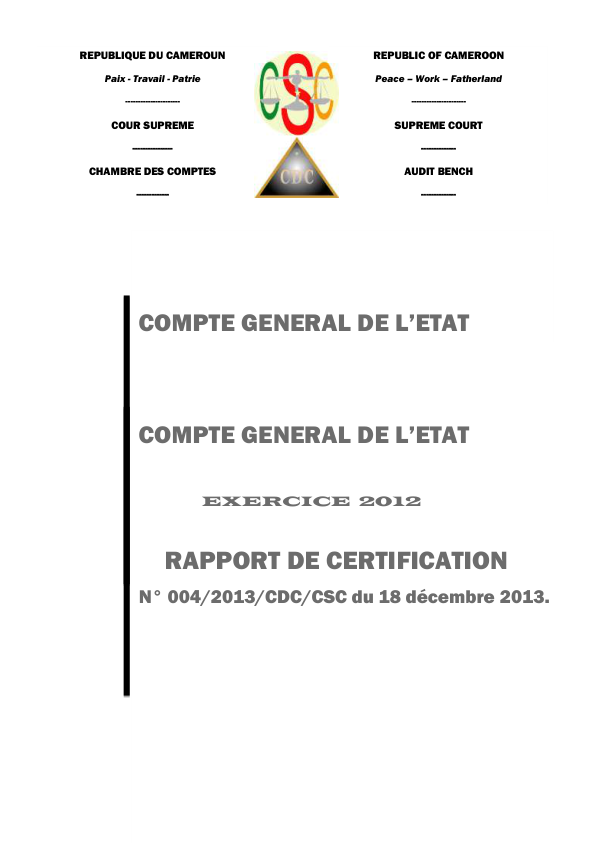 REPUBLIQUE DU CAMEROUN
Paix - Travail - Patrie
----------------------
COUR SUPREME
----------------
CHAMBRE DES COMPTES
-------------
REPUBLIC OF CAMEROON
Peace – Work – Fatherland
----------------------
SUPREME COURT
--------------
AUDIT BENCH
--------------
CSC
CDC
COMPTE GENERAL DE L’ETAT
COMPTE GENERAL DE L’ETAT
EXERCICE 2012
RAPPORT DE CERTIFICATION
N° 004/2013/CDC/CSC du 18 décembre 2013.